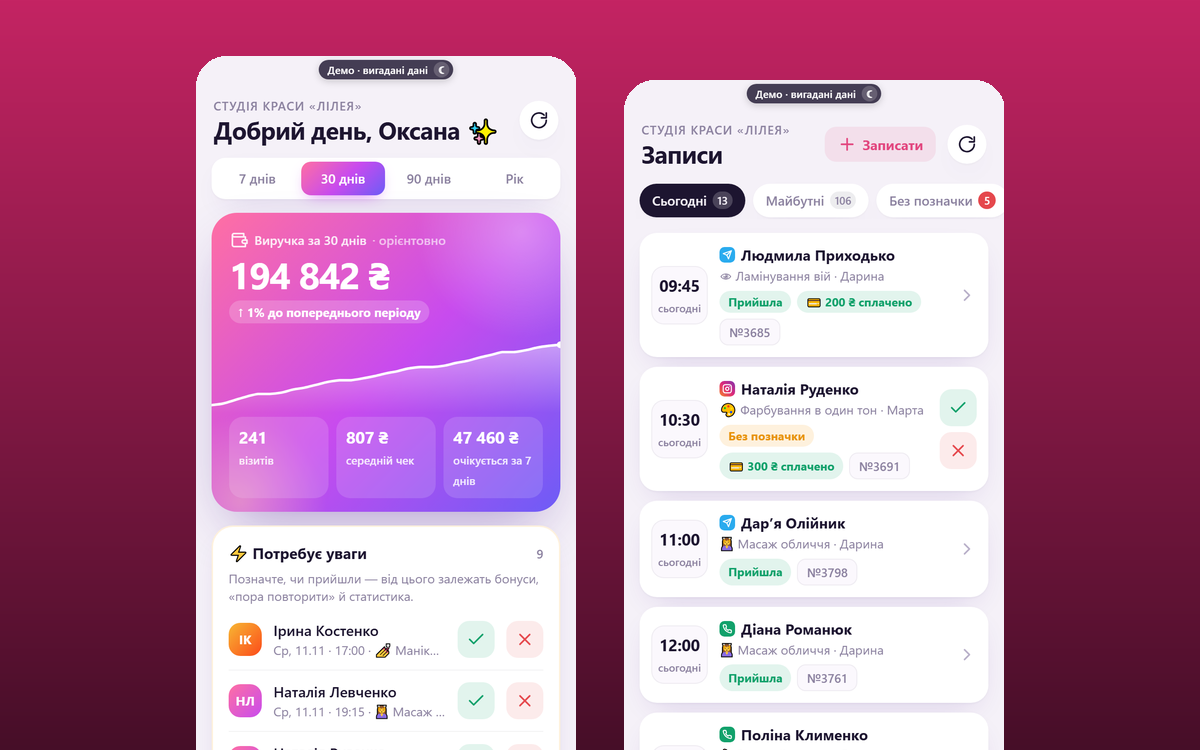 Демо · вигадані дані
СТУДІЯ КРАСИ «ЛІЛЕЯ»
Добрий день, Оксана
7 днів
30 днів
90 днів
Рік
Виручка за 30 днів · орієнтовно
194 842 ₴
↑ 1% до попереднього періоду
241
візитів
807 ₴
середній чек
47 460 ₴
очікується за 7
днів
Потребує уваги
9
Позначте, чи прийшли — від цього залежать бонуси,
«пора повторити» й статистика.
ІК
Ірина Костенко
Ср, 11.11 · 17:00 · Манік...
НЛ
Наталія Левченко
Ср, 11.11 · 19:15 · Масаж ...
Демо · вигадані дані
СТУДІЯ КРАСИ «ЛІЛЕЯ»
Записи
+ Записати
Сьогодні 13
Майбутні 106
Без позначки 5
09:45
сьогодні
Людмила Приходько
Ламінування вій · Дарина
Прийшла
200 ₴ сплачено
№3685
10:30
сьогодні
Наталія Руденко
Фарбування в один тон · Марта
Без позначки
300 ₴ сплачено
№3691
11:00
сьогодні
Дар’я Олійник
Масаж обличчя · Дарина
Прийшла
№3798
12:00
сьогодні
Діана Романюк
Масаж обличчя · Дарина
Прийшла
№3761
Поліна Клименко